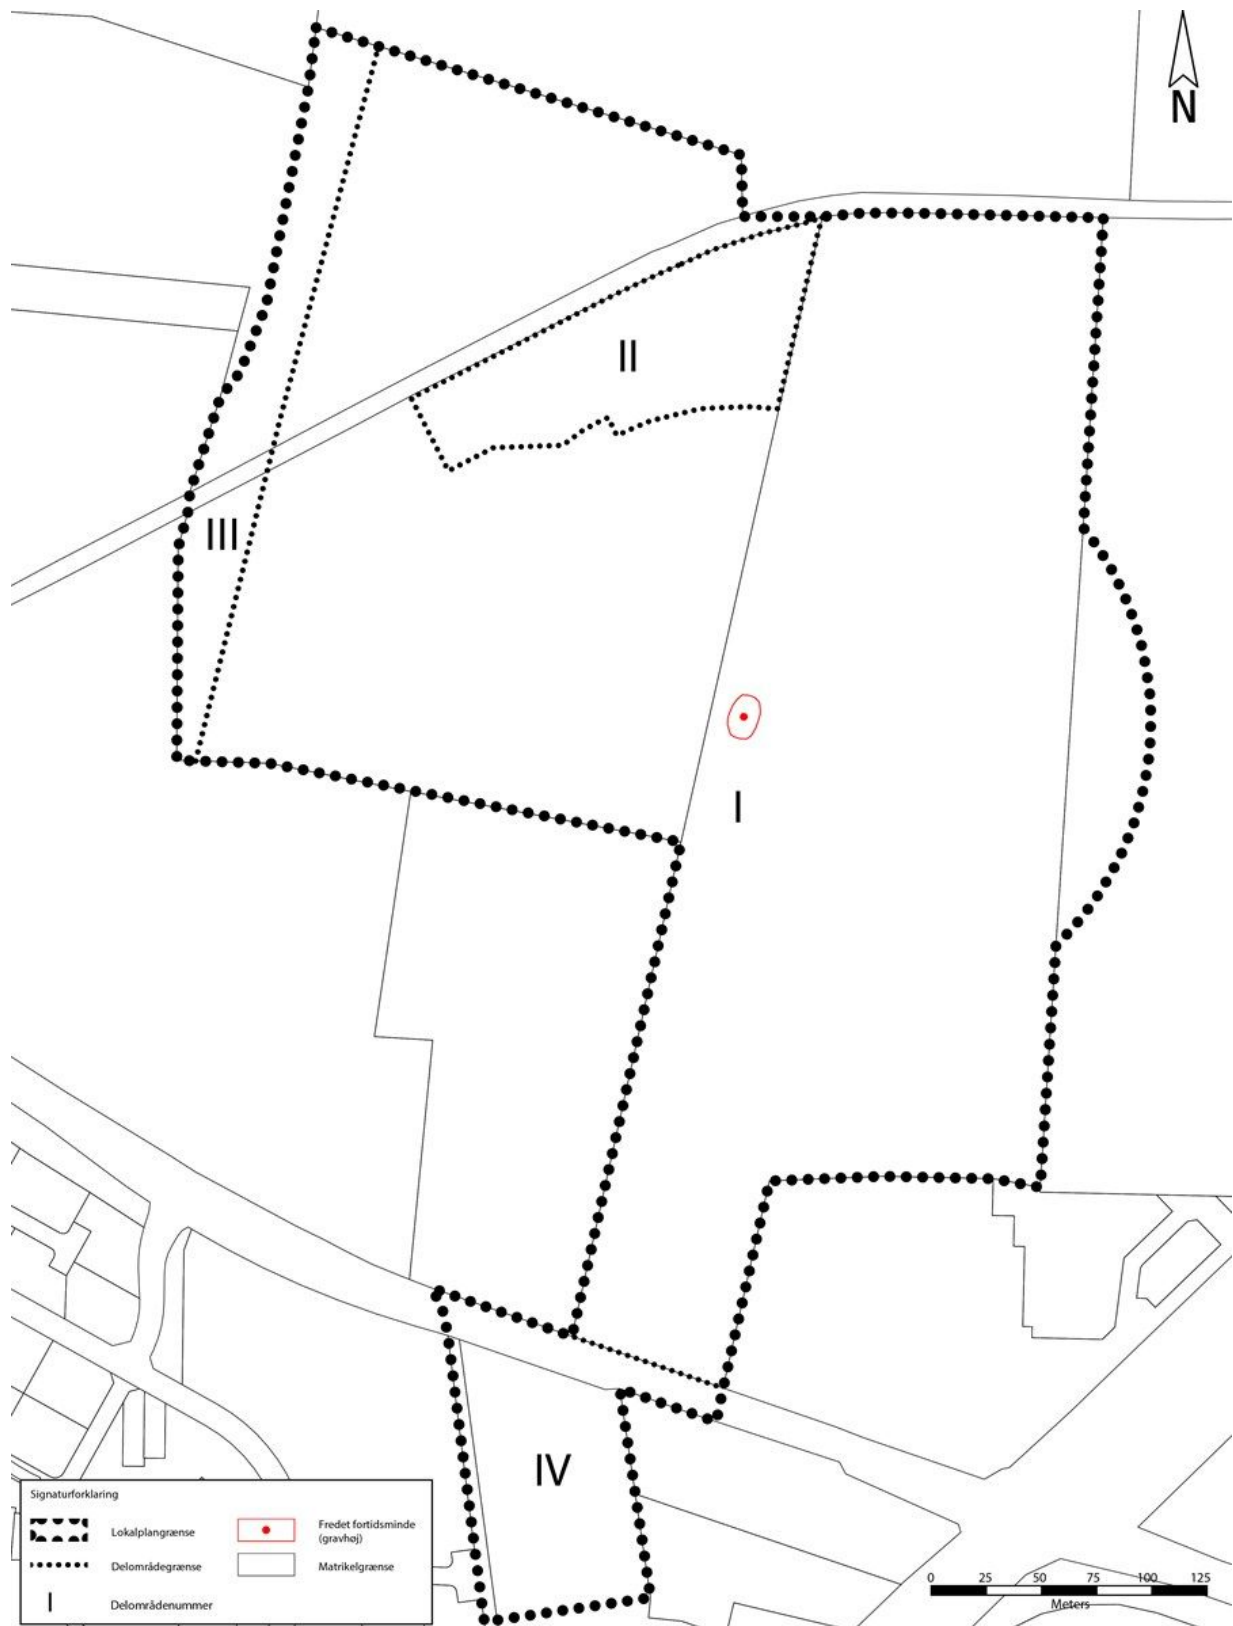 N
II
III
I
IV
Signaturforklaring
Lokalplangrænse
Fredet fortidsminde
(gravhøj)
Delområdegrænse
Matrikelgrænse
I
Delområdenummer
0 25 50 75 100 125
Meters